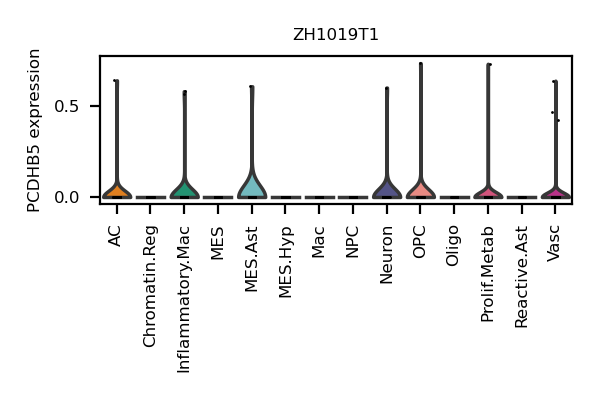 ZH1019T1
PCDHB5 expression
0.5
0.0
AC
Chromatin.Reg
Inflammatory.Mac
MES
MES.Ast
MES.Hyp
Mac
NPC
Neuron
OPC
Oligo
Prolif.Metab
Reactive.Ast
Vasc